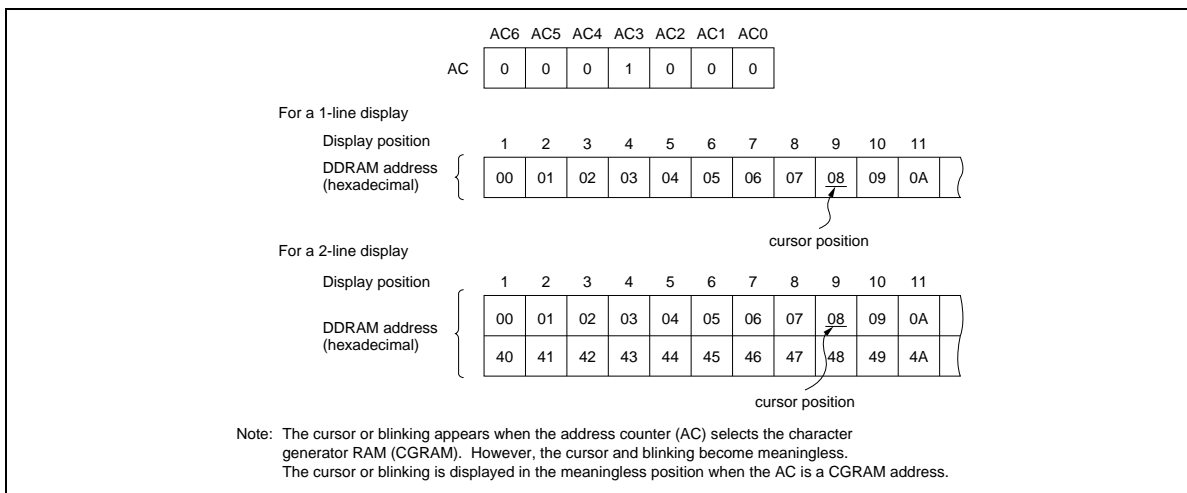 AC6 AC5 AC4 AC3 AC2 AC1 AC0
AC 0 0 0 1 0 0 0
For a 1-line display
Display position 1 2 3 4 5 6 7 8 9 10 11
DDRAM address
(hexadecimal)
00 01 02 03 04 05 06 07 08 09 0A
cursor position
For a 2-line display
Display position 1 2 3 4 5 6 7 8 9 10 11
DDRAM address
(hexadecimal)
00 01 02 03 04 05 06 07 08 09 0A
40 41 42 43 44 45 46 47 48 49 4A
cursor position
Note: The cursor or blinking appears when the address counter (AC) selects the character
generator RAM (CGRAM). However, the cursor and blinking become meaningless.
The cursor or blinking is displayed in the meaningless position when the AC is a CGRAM address.